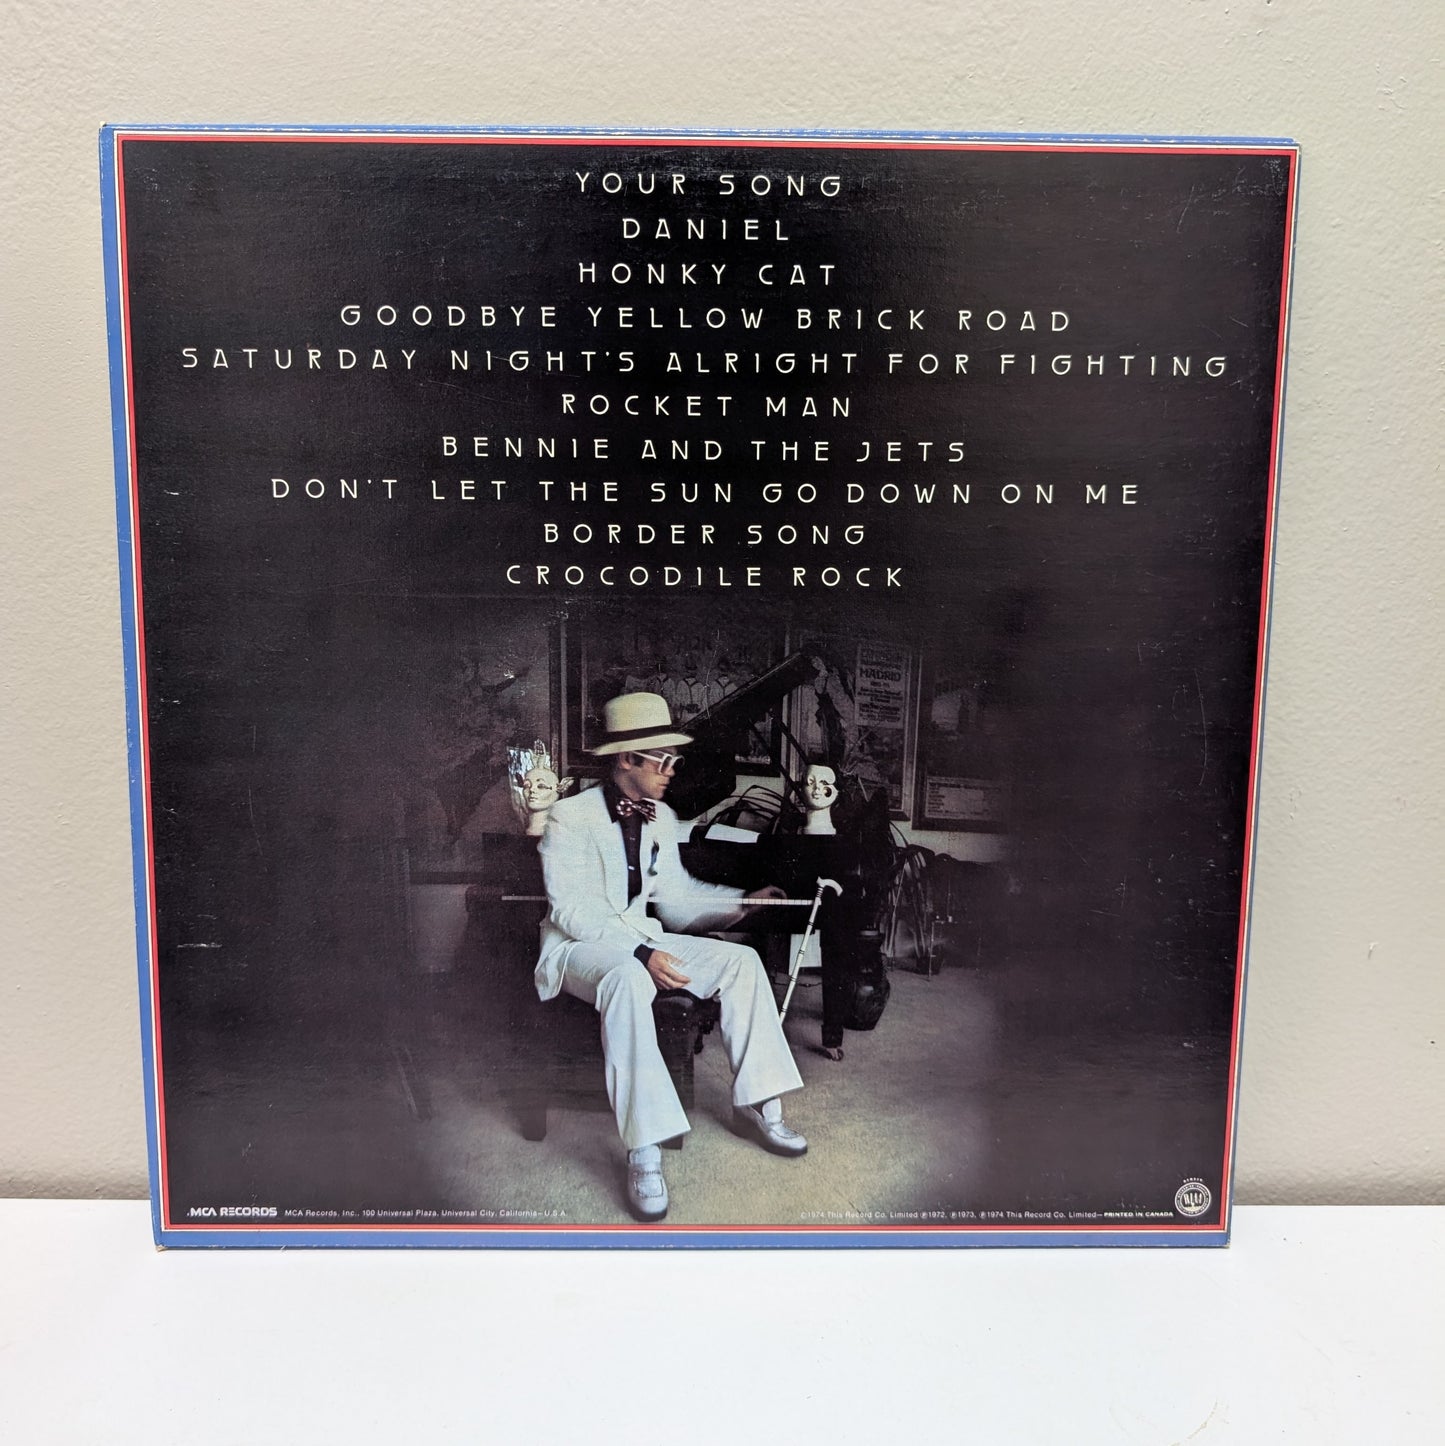 YOUR SONG
DANIEL
HONKY CAT
GOODBYE YELLOW BRICK ROAD
SATURDAY NIGHT'S ALRIGHT FOR FIGHTING
ROCKET MAN
BENNIE AND THE JETS
DON'T LET THE SUN GO DOWN ON ME
BORDER SONG
CROCODILE ROCK
MADRID
MCA RECORDS MCA Records, Inc., 100 Universal Plaza, Universal City, California—U.S.A. ©1974 This Record Co. Limited ℗1972, ℗1973, ℗1974 This Record Co. Limited— PRINTED IN CANADA